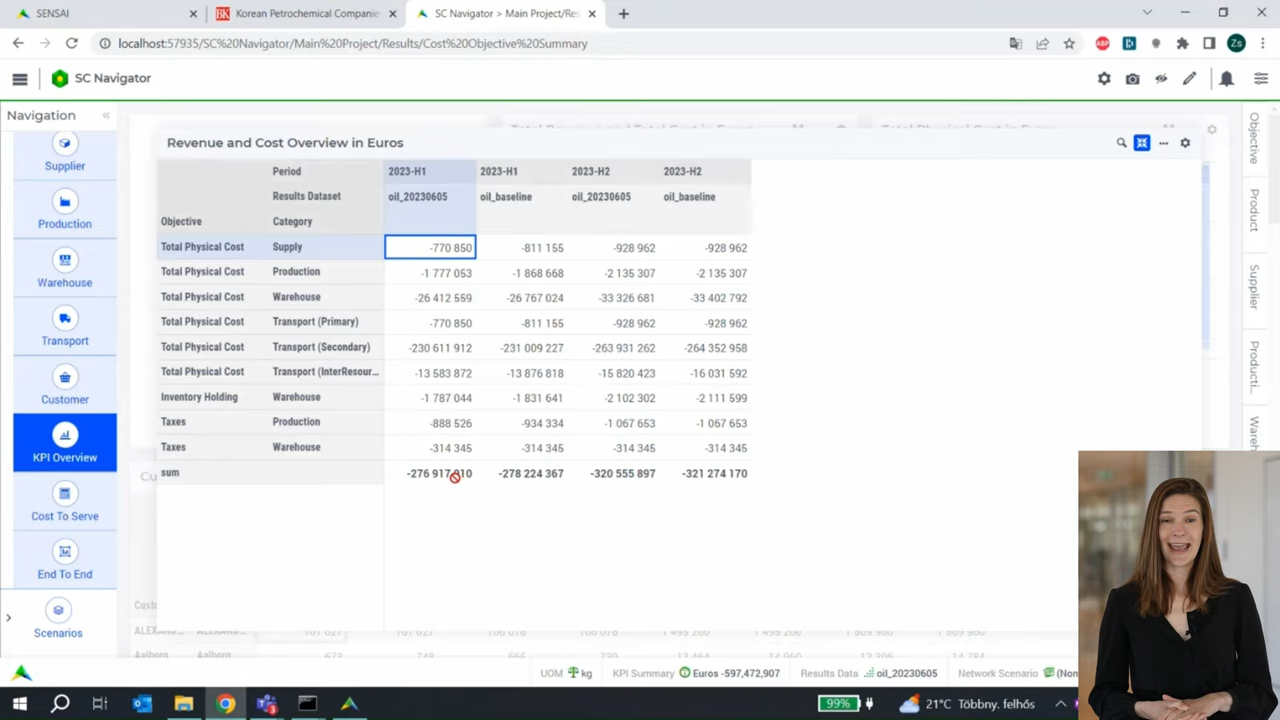 SENSAI
Korean Petrochemical Companie
SC Navigator > Main Project/Res
localhost:57935/SC%20Navigator/Main%20Project/Results/Cost%20Objective%20Summary
ABP
Zs
SC Navigator
Navigation
Supplier
Production
Warehouse
Transport
Customer
KPI Overview
Cost To Serve
End To End
Scenarios
Revenue and Cost Overview in Euros
Period 2023-H1 2023-H1 2023-H2 2023-H2
Results Dataset oil_20230605 oil_baseline oil_20230605 oil_baseline
Objective Category
Total Physical Cost Supply -770 850 -811 155 -928 962 -928 962
Total Physical Cost Production -1 777 053 -1 868 668 -2 135 307 -2 135 307
Total Physical Cost Warehouse -26 412 559 -26 767 024 -33 326 681 -33 402 792
Total Physical Cost Transport (Primary) -770 850 -811 155 -928 962 -928 962
Total Physical Cost Transport (Secondary) -230 611 912 -231 009 227 -263 931 262 -264 352 958
Total Physical Cost Transport (InterResour... -13 583 872 -13 876 818 -15 820 423 -16 031 592
Inventory Holding Warehouse -1 787 044 -1 831 641 -2 102 302 -2 111 599
Taxes Production -888 526 -934 334 -1 067 653 -1 067 653
Taxes Warehouse -314 345 -314 345 -314 345 -314 345
sum -276 917 -278 224 367 -320 555 897 -321 274 170
Objective
Product
Supplier
Producti...
UOM kg KPI Summary Euros -597,472,907 Results Data oil_20230605 Network Scenario (Non
99% 21°C Többny. felhős